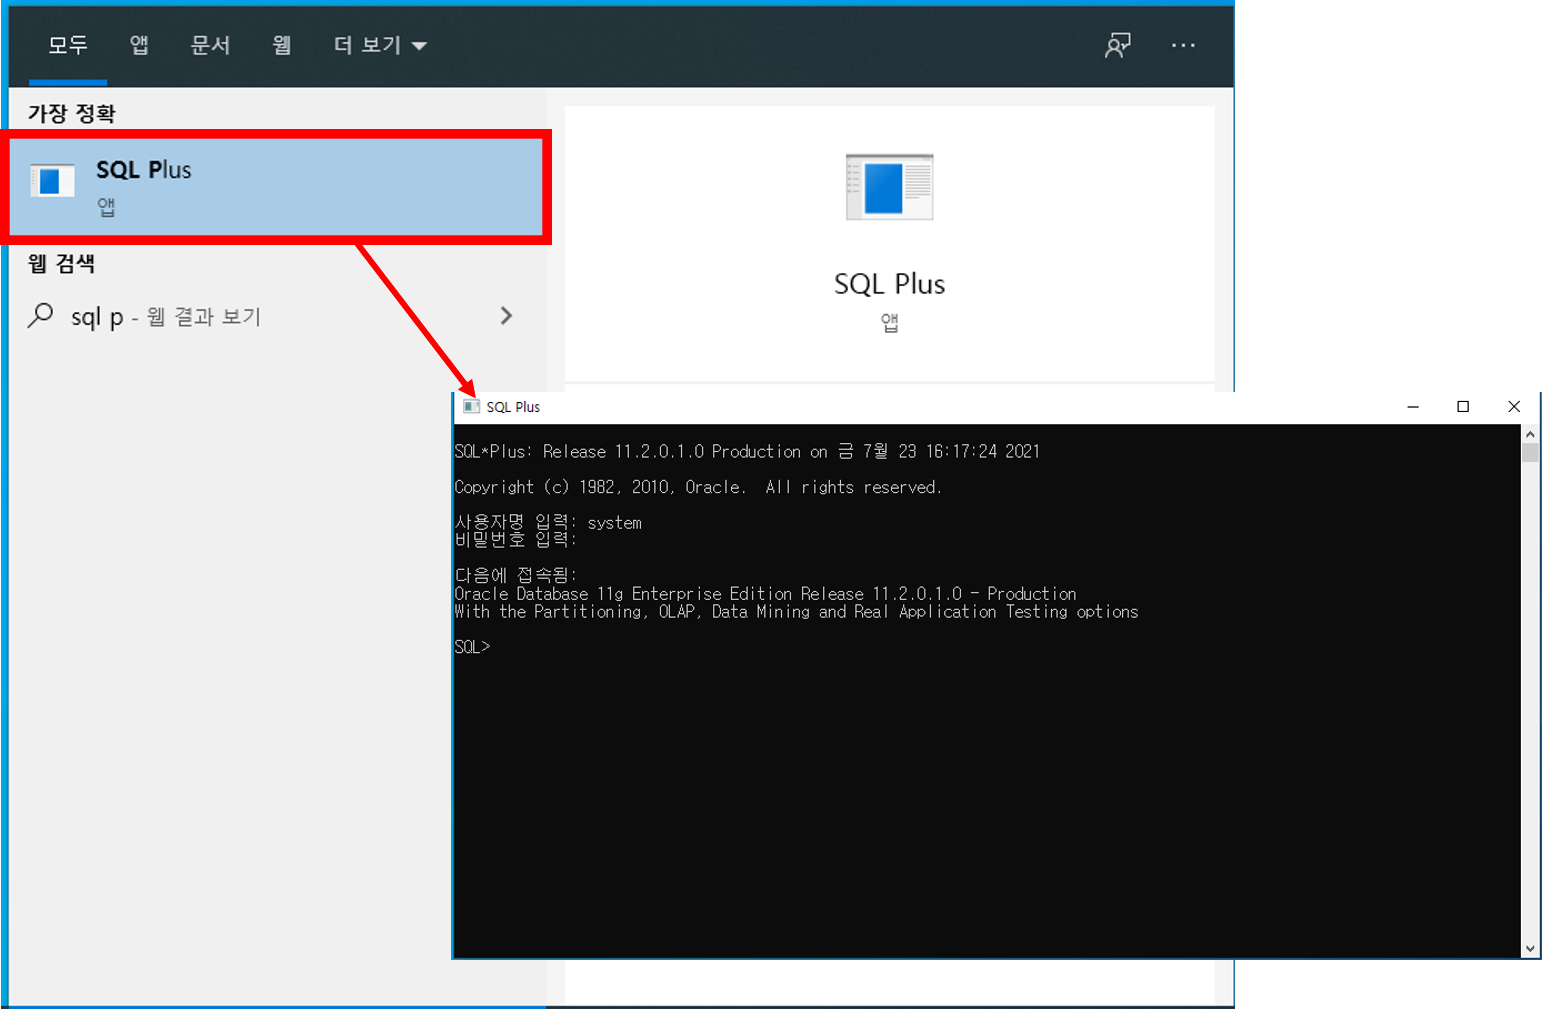 모두 앱 문서 웹 더 보기
가장 정확
SQL Plus
앱
웹 검색
sql p - 웹 결과 보기
SQL Plus
앱
SQL Plus
SQL*Plus: Release 11.2.0.1.0 Production on 금 7월 23 16:17:24 2021
Copyright (c) 1982, 2010, Oracle.  All rights reserved.
사용자명 입력: system
비밀번호 입력:
다음에 접속됨:
Oracle Database 11g Enterprise Edition Release 11.2.0.1.0 - Production
With the Partitioning, OLAP, Data Mining and Real Application Testing options
SQL>